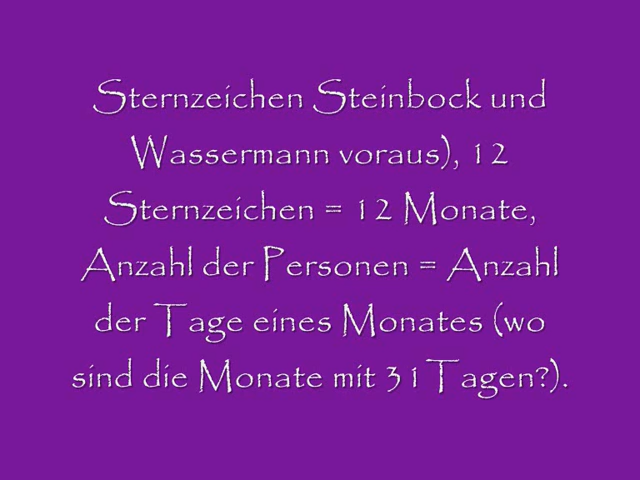 Sternzeichen Steinbock und
Wassermann voraus), 12
Sternzeichen = 12 Monate,
Anzahl der Personen = Anzahl
der Tage eines Monates (wo
sind die Monate mit 31Tagen?).